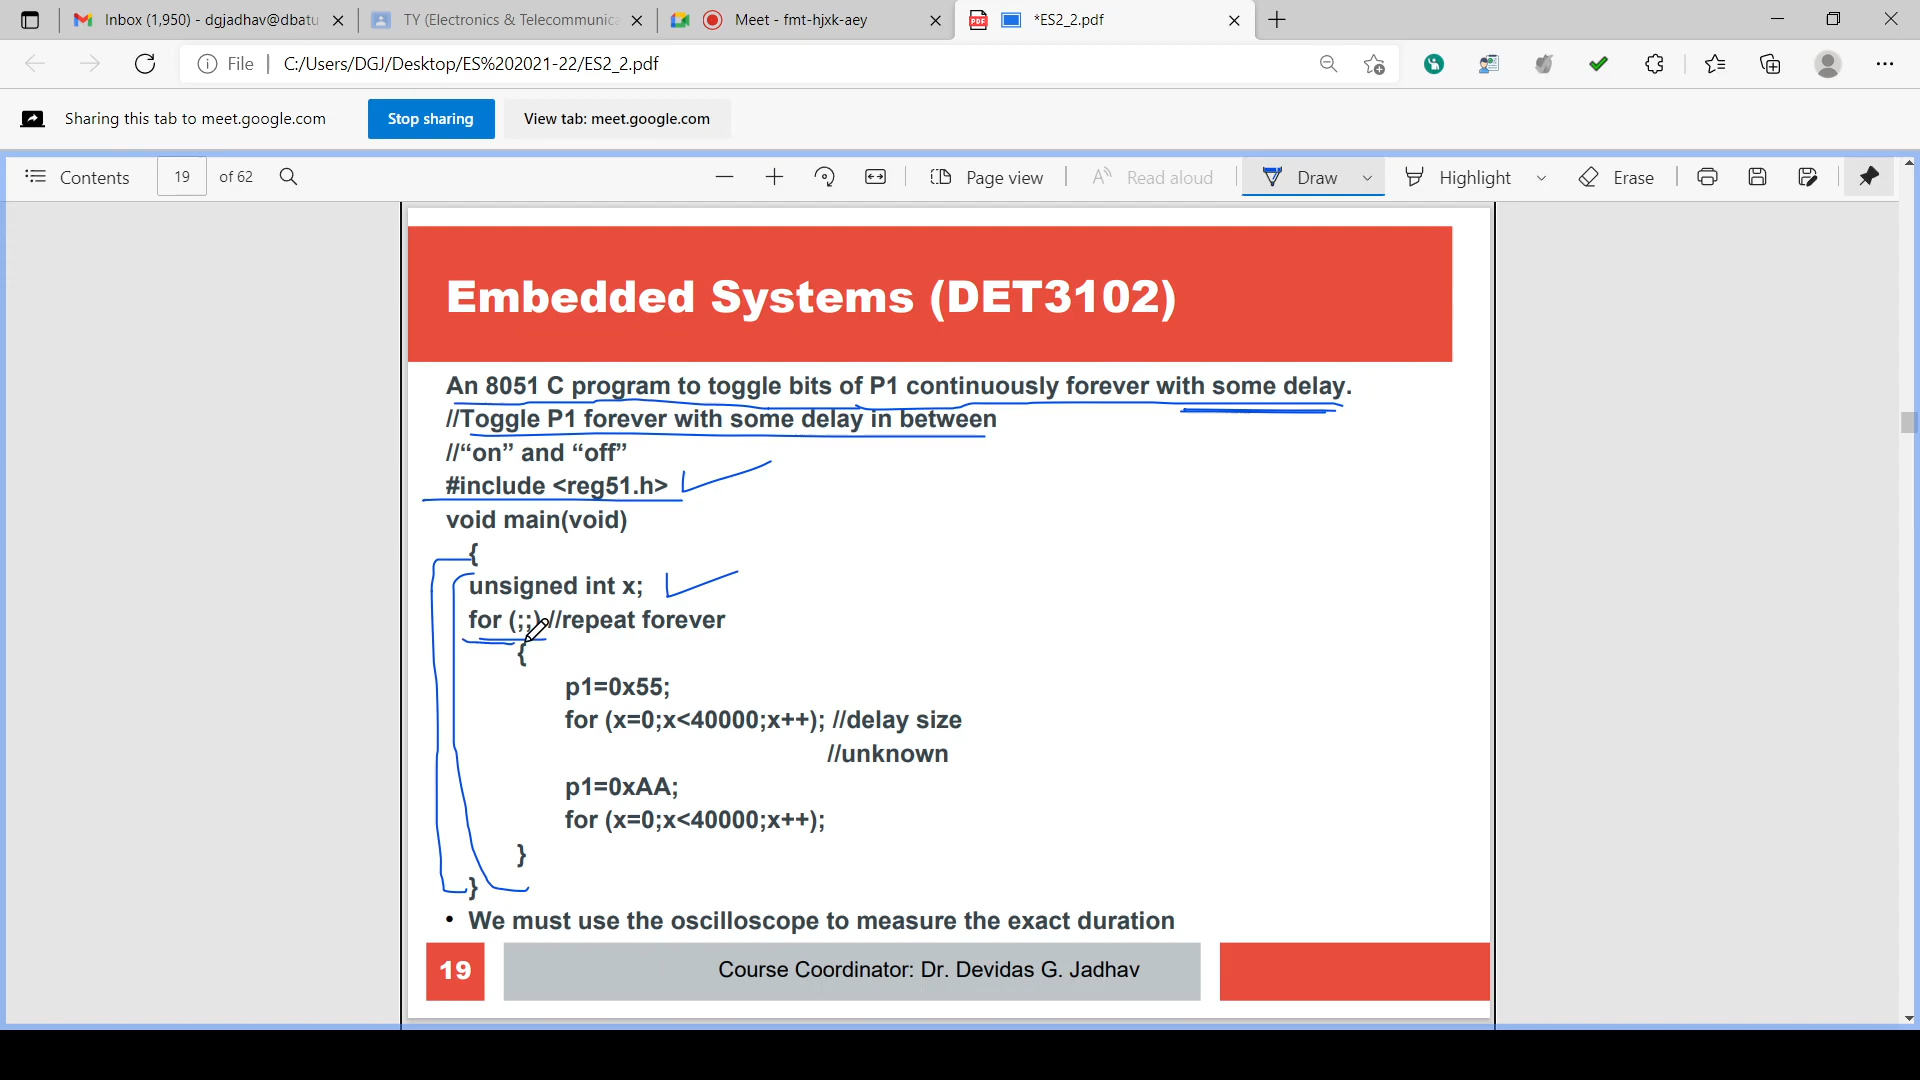 Inbox (1,950) - dgjadhav@dbatu
TY (Electronics & Telecommunica
Meet - fmt-hjxk-aey
*ES2_2.pdf
File
C:/Users/DGJ/Desktop/ES%202021-22/ES2_2.pdf
Sharing this tab to meet.google.com
Stop sharing
View tab: meet.google.com
Contents
19
of 62
Page view
Read aloud
Draw
Highlight
Erase
Embedded Systems (DET3102)
An 8051 C program to toggle bits of P1 continuously forever with some delay.
//Toggle P1 forever with some delay in between
//“on” and “off”
#include <reg51.h>
void main(void)
{
unsigned int x;
for (;;) //repeat forever
{
p1=0x55;
for (x=0;x<40000;x++); //delay size
//unknown
p1=0xAA;
for (x=0;x<40000;x++);
}
}
• We must use the oscilloscope to measure the exact duration
19
Course Coordinator: Dr. Devidas G. Jadhav